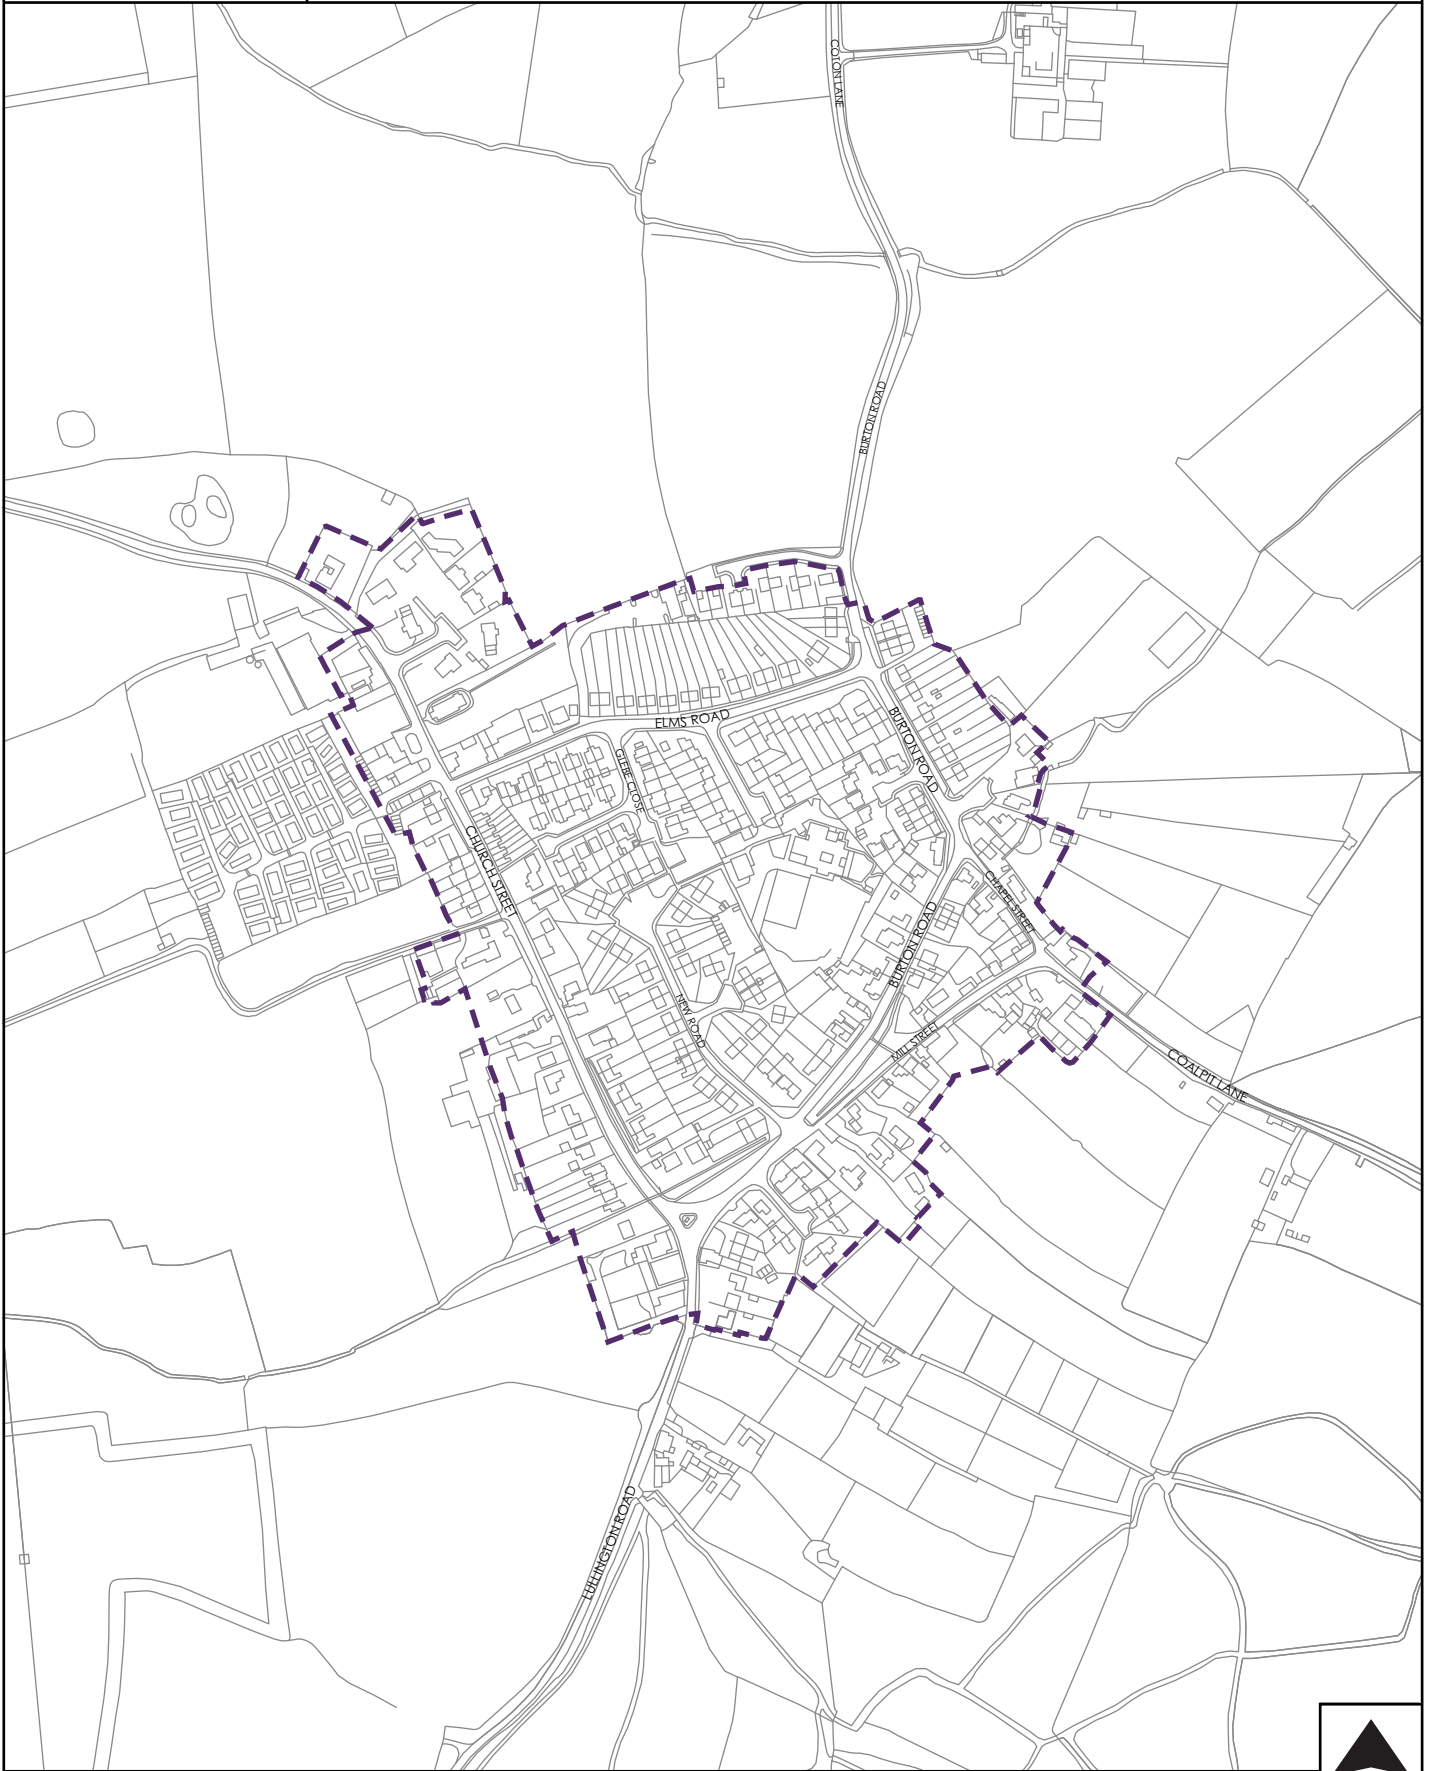 COTON LANE
BURTON ROAD
ELMS ROAD
BURTON ROAD
GLEBE CLOSE
CHURCH STREET
CHAPEL STREET
BURTON ROAD
NEW ROAD
MILL STREET
COALPIT LANE
LULLINGTON ROAD